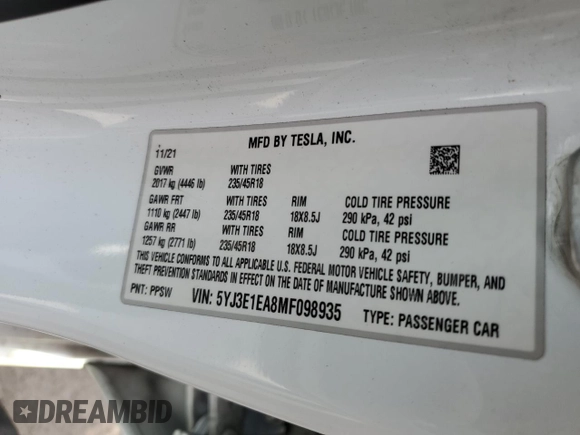 MFD BY TESLA, INC.
11/21
GVWR WITH TIRES
2017 kg (4446 lb) 235/45R18
GAWR FRT WITH TIRES RIM COLD TIRE PRESSURE
1110 kg (2447 lb) 235/45R18 18X8.5J 290 kPa, 42 psi
GAWR RR WITH TIRES RIM COLD TIRE PRESSURE
1257 kg (2771 lb) 235/45R18 18X8.5J 290 kPa, 42 psi
THIS VEHICLE CONFORMS TO ALL APPLICABLE U.S. FEDERAL MOTOR VEHICLE SAFETY, BUMPER, AND
THEFT PREVENTION STANDARDS IN EFFECT ON THE DATE OF MANUFACTURE SHOWN ABOVE.
PNT: PPSW VIN: 5YJ3E1EA8MF098935 TYPE: PASSENGER CAR
DREAMBID